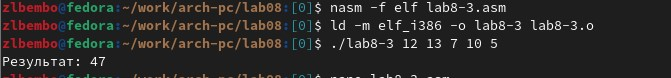 zlbembo@fedora:~/work/arch-pc/lab08:[0]$ nasm -f elf lab8-3.asm
zlbembo@fedora:~/work/arch-pc/lab08:[0]$ ld -m elf_i386 -o lab8-3 lab8-3.o
zlbembo@fedora:~/work/arch-pc/lab08:[0]$ ./lab8-3 12 13 7 10 5
Результат: 47